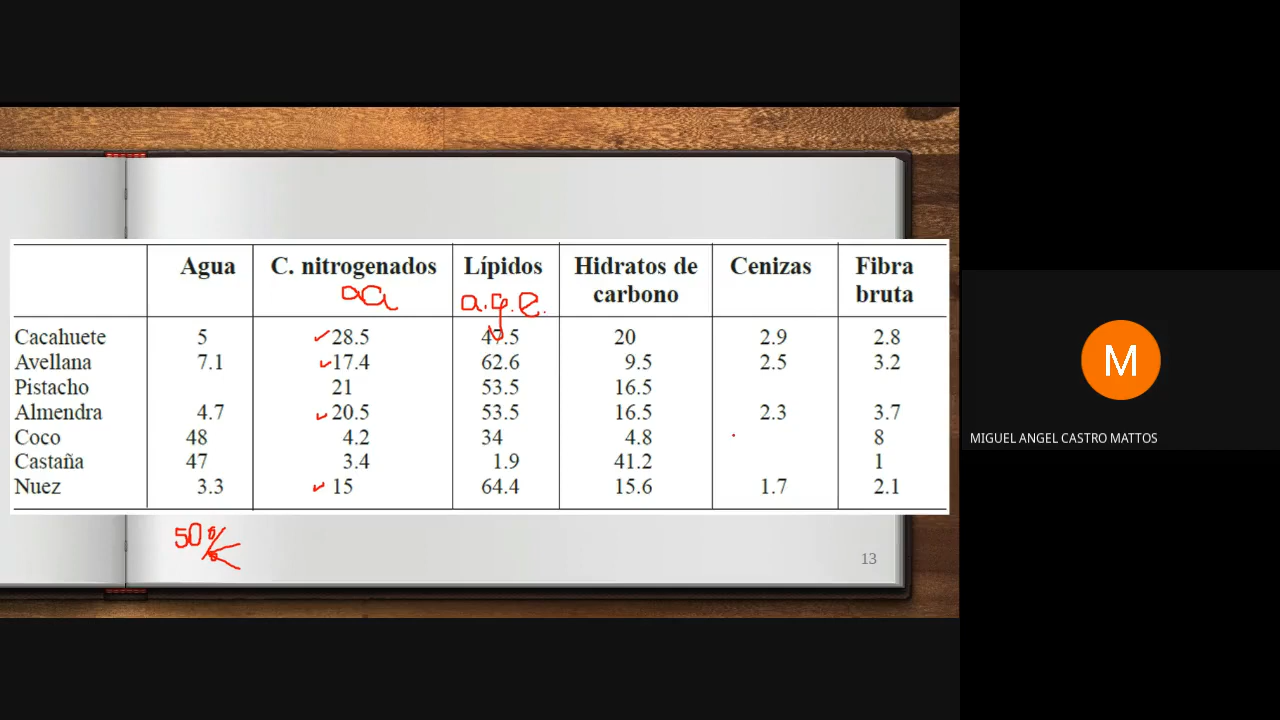 Agua C. nitrogenados Lípidos Hidratos de carbono Cenizas Fibra bruta
aa a.g.e.
Cacahuete 5 28.5 47.5 20 2.9 2.8
Avellana 7.1 17.4 62.6 9.5 2.5 3.2
Pistacho 21 53.5 16.5
Almendra 4.7 20.5 53.5 16.5 2.3 3.7
Coco 48 4.2 34 4.8 8
Castaña 47 3.4 1.9 41.2 1
Nuez 3.3 15 64.4 15.6 1.7 2.1
50%<
13
M
MIGUEL ANGEL CASTRO MATTOS